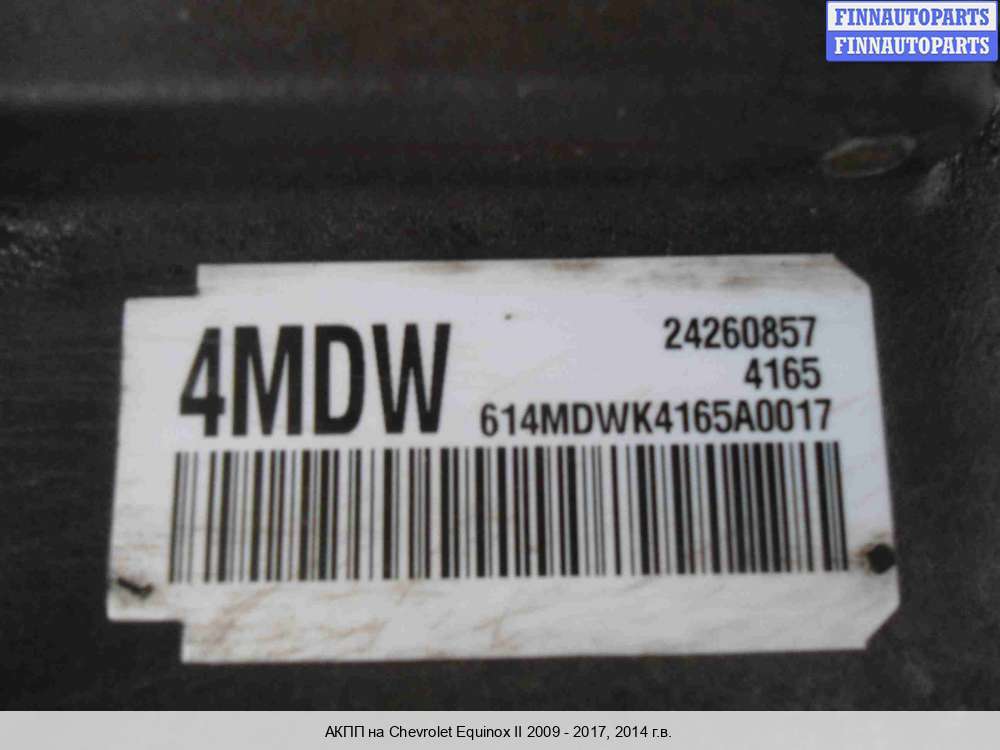 FINNAUTOPARTS
FINNAUTOPARTS
4MDW
24260857
4165
614MDWK4165A0017
АКПП на Chevrolet Equinox II 2009 - 2017, 2014 г.в.